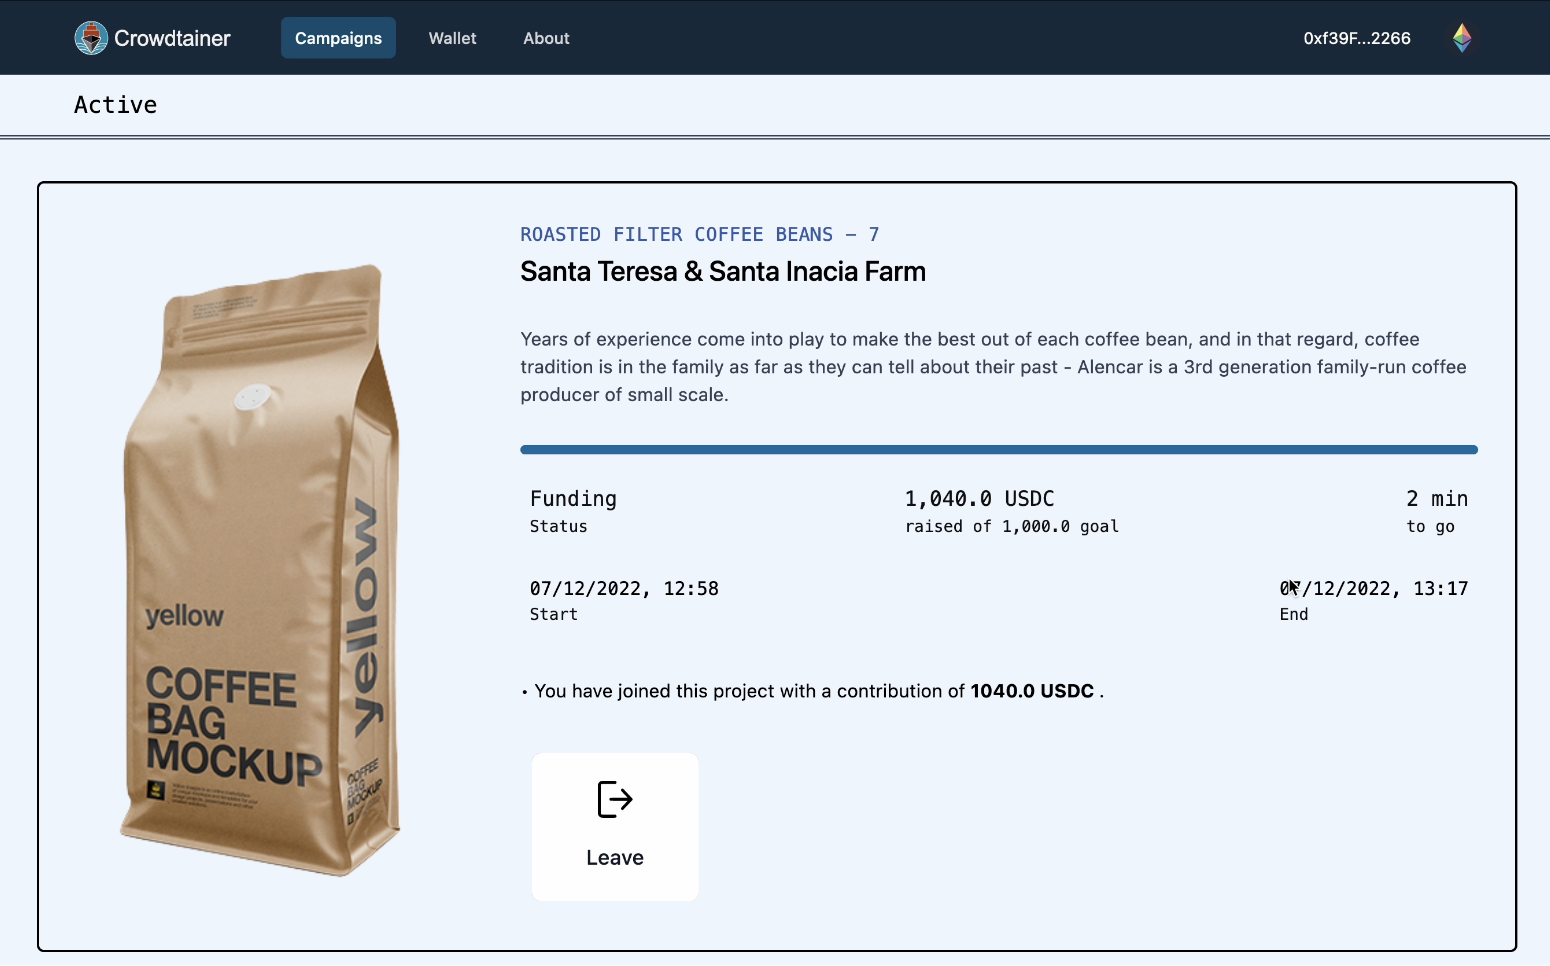 Crowdtainer
Campaigns
Wallet
About
0xf39F...2266
Active
ROASTED FILTER COFFEE BEANS – 7
Santa Teresa & Santa Inacia Farm
Years of experience come into play to make the best out of each coffee bean, and in that regard, coffee
tradition is in the family as far as they can tell about their past - Alencar is a 3rd generation family-run coffee
producer of small scale.
Funding
Status
1,040.0 USDC
raised of 1,000.0 goal
2 min
to go
07/12/2022, 12:58
Start
07/12/2022, 13:17
End
• You have joined this project with a contribution of 1040.0 USDC .
Leave
yellow
COFFEE
BAG
MOCKUP
yellow
COFFEE
BAG
MOCKUP